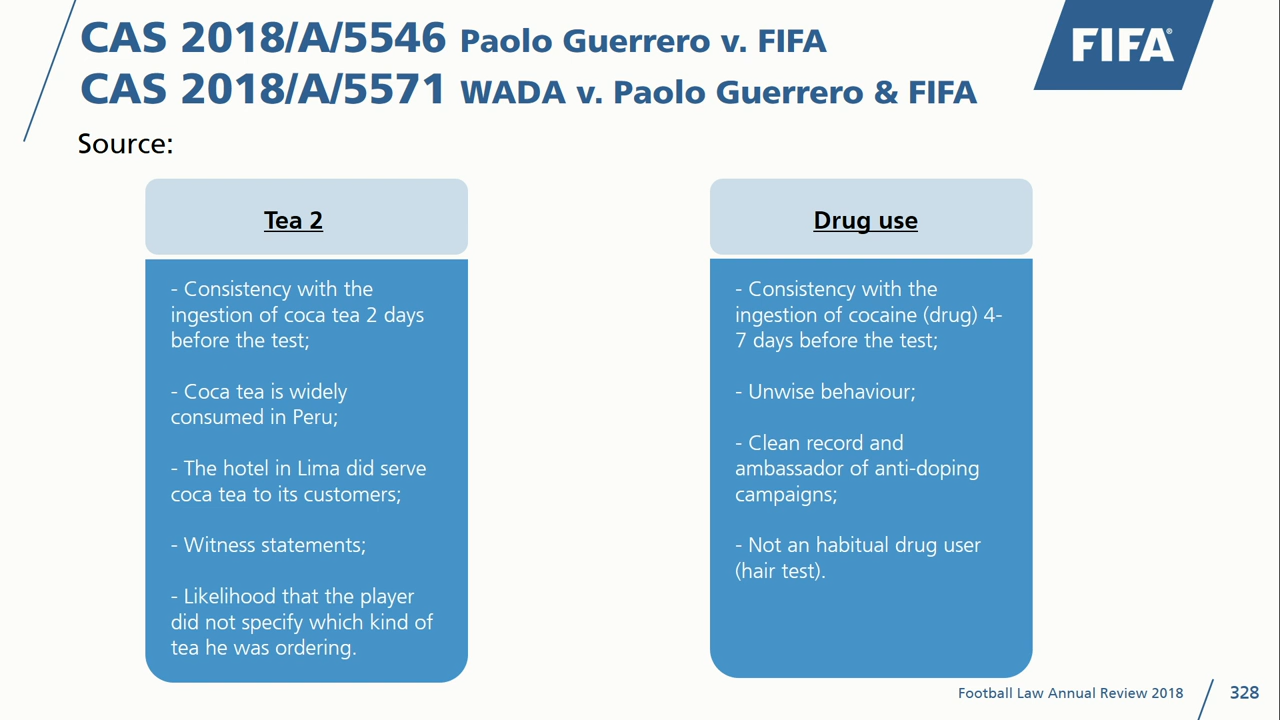 CAS 2018/A/5546 Paolo Guerrero v. FIFA
FIFA®
CAS 2018/A/5571 WADA v. Paolo Guerrero & FIFA
Source:
Tea 2
- Consistency with the
ingestion of coca tea 2 days
before the test;
- Coca tea is widely
consumed in Peru;
- The hotel in Lima did serve
coca tea to its customers;
- Witness statements;
- Likelihood that the player
did not specify which kind of
tea he was ordering.
Drug use
- Consistency with the
ingestion of cocaine (drug) 4-
7 days before the test;
- Unwise behaviour;
- Clean record and
ambassador of anti-doping
campaigns;
- Not an habitual drug user
(hair test).
Football Law Annual Review 2018
328